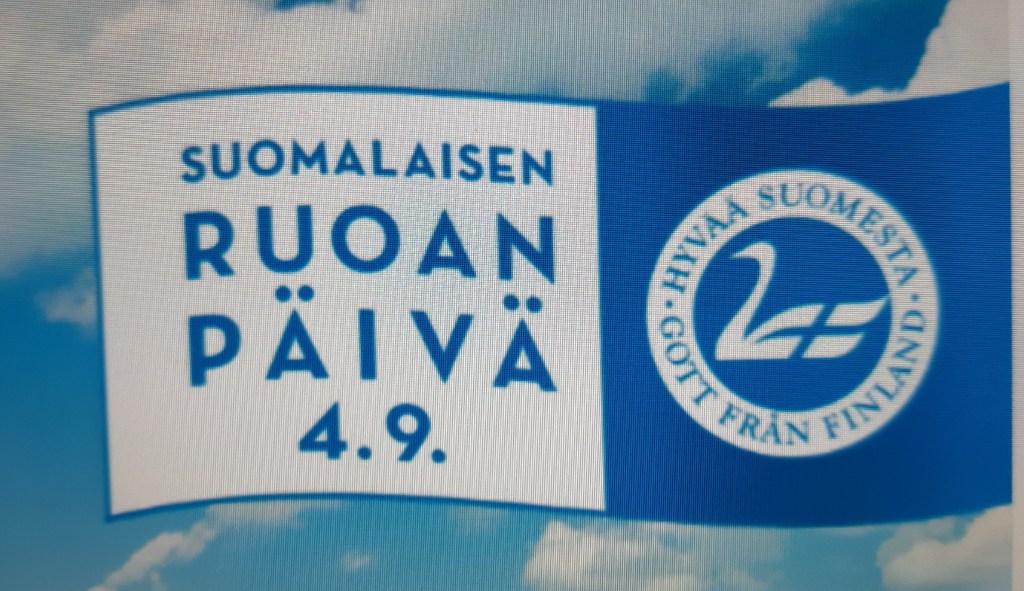 SUOMALAISEN
RUOAN
PÄIVÄ
4.9.
· HYVÄÄ SUOMESTA ·
GOTT FRÅN FINLAND